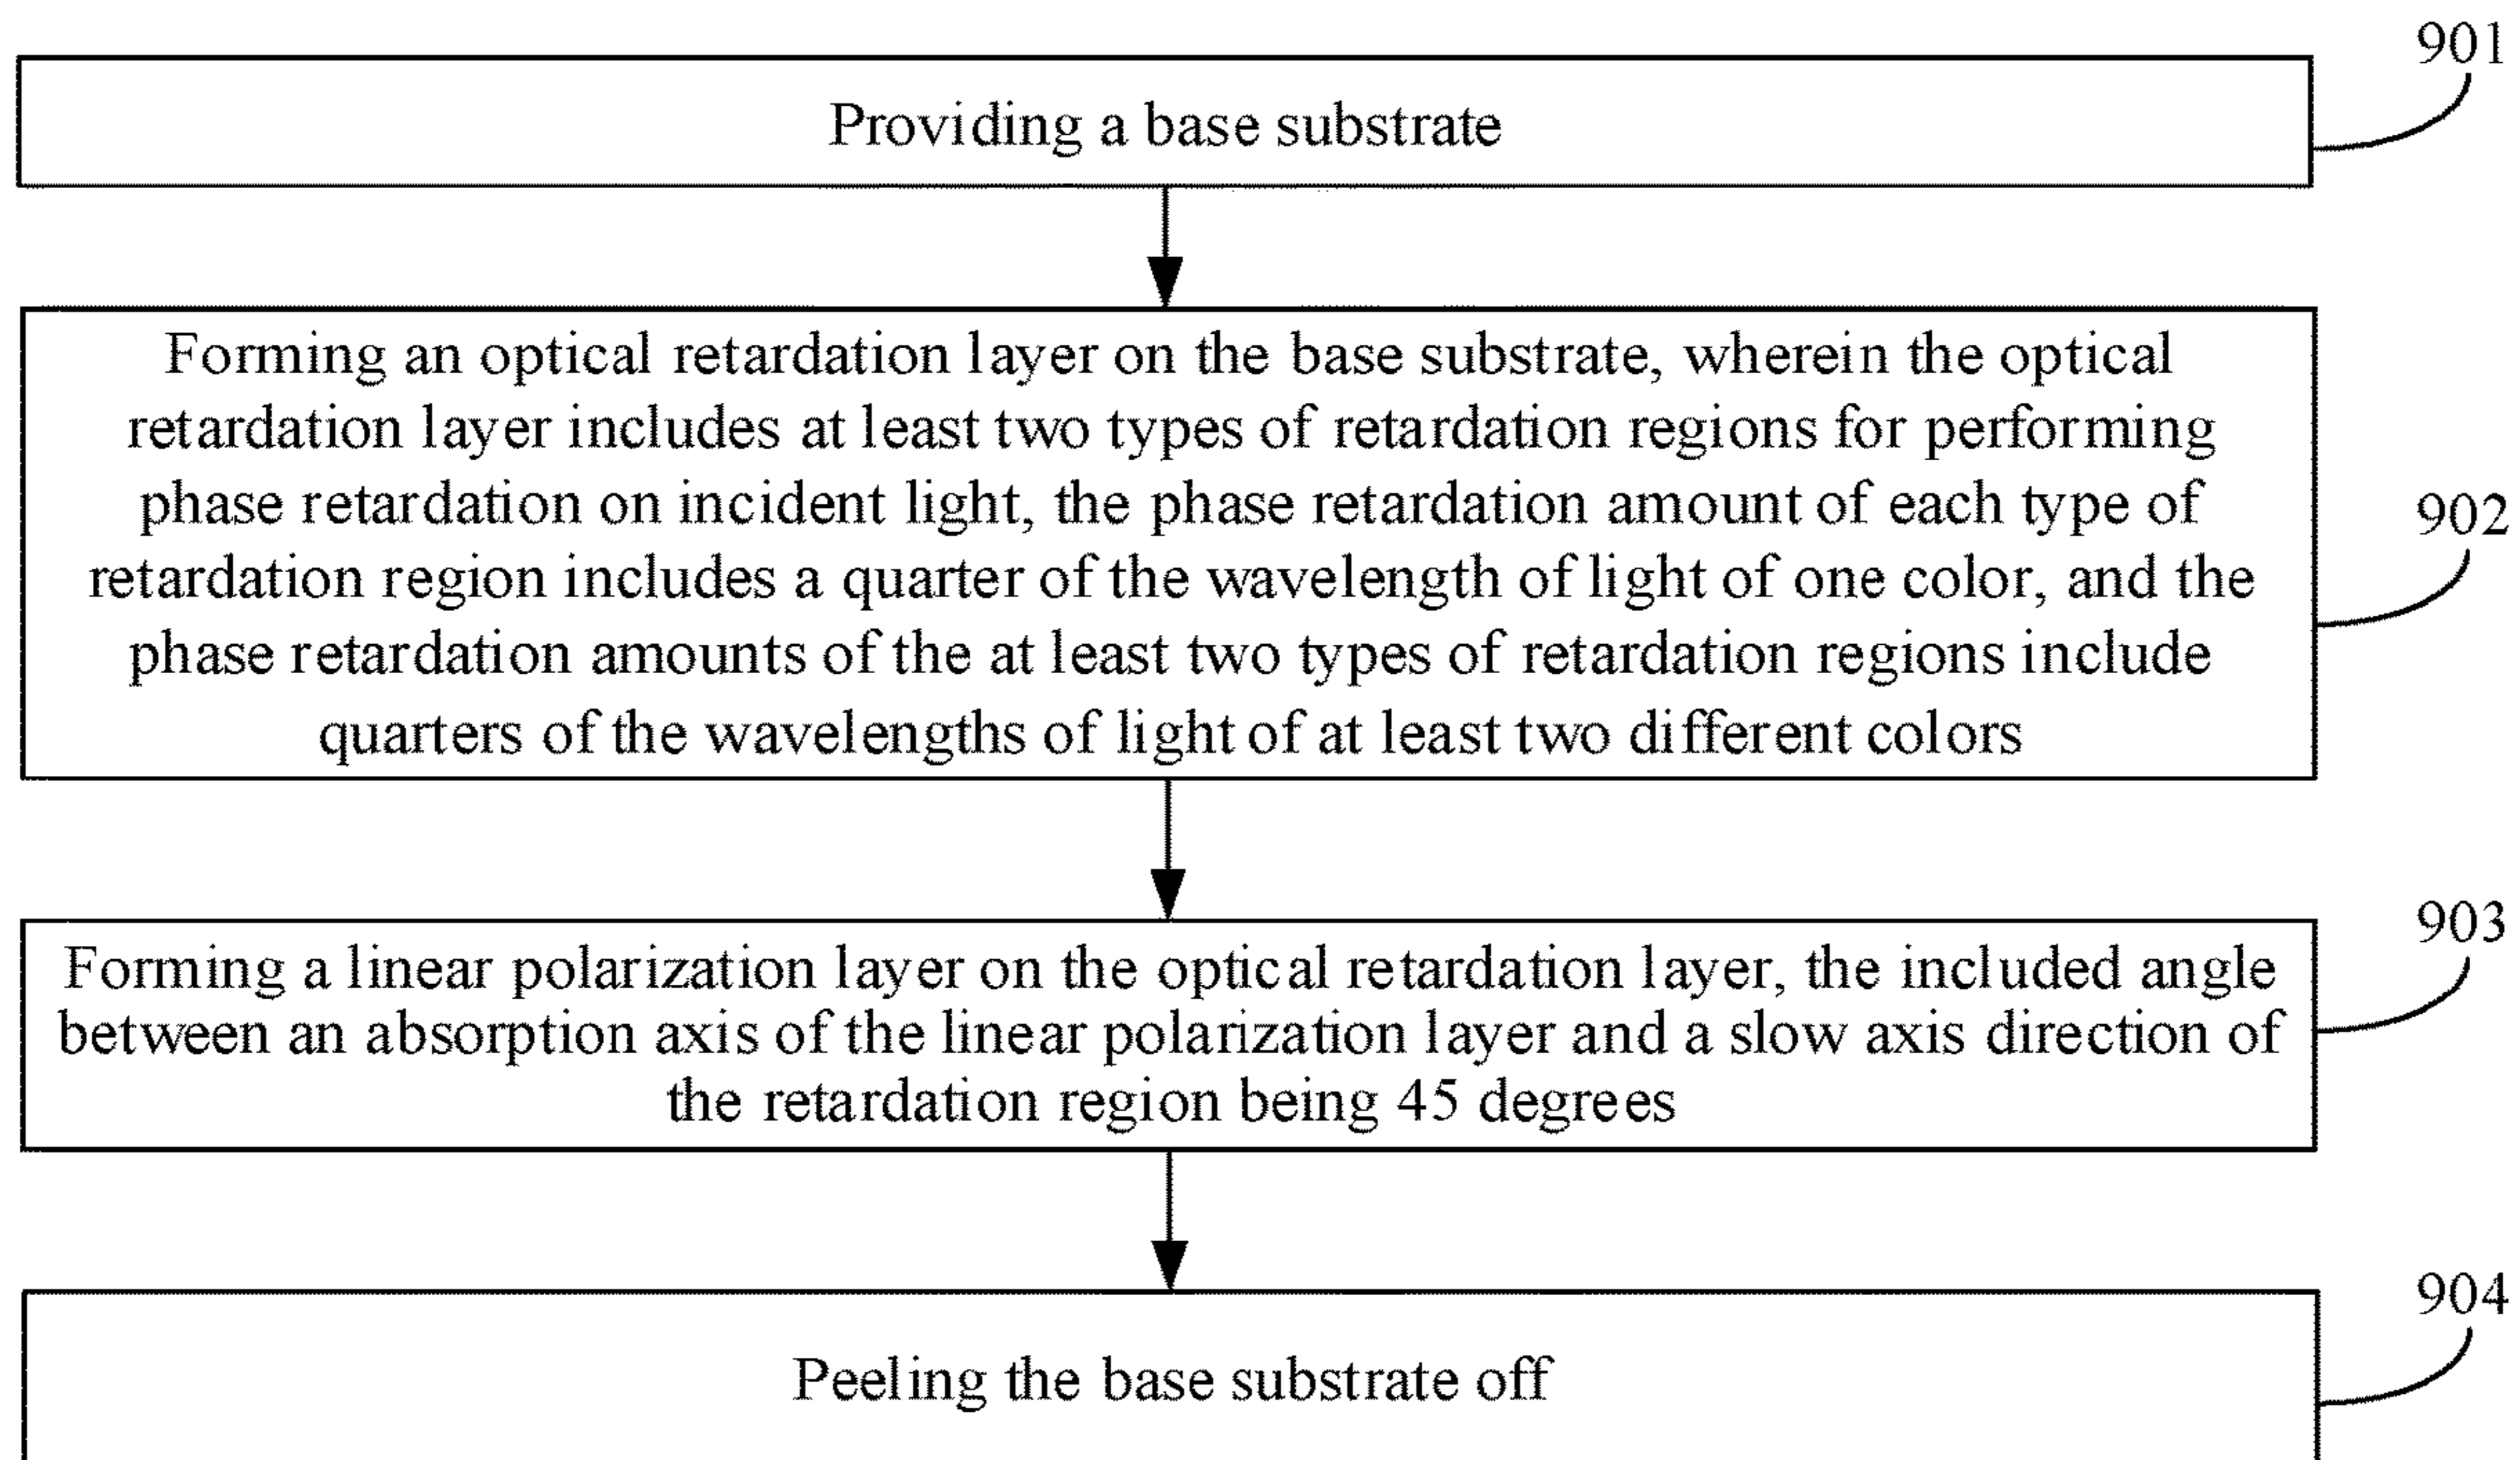 901
Providing a base substrate
Forming an optical retardation layer on the base substrate, wherein the optical
retardation layer includes at least two types of retardation regions for performing
phase retardation on incident light, the phase retardation amount of each type of
902
retardation region includes a quarter of the wavelength of light of one color, and the
phase retardation amounts of the at least two types of retardation regions include
quarters of the wavelengths of light of at least two different colors
903
Forming a linear polarization layer on the optical retardation layer, the included angle
between an absorption axis of the linear polarization layer and a slow axis direction of
the retardation region being 45 degrees
904
Peeling the base substrate off